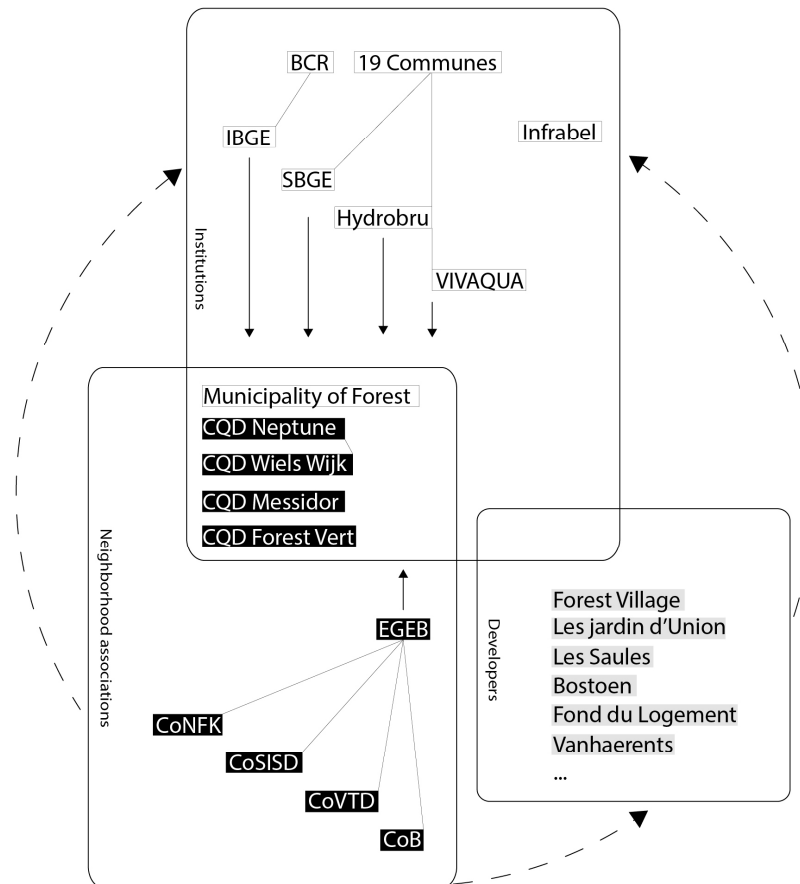 BCR
19 Communes
IBGE
Infrabel
SBGE
Hydrobru
VIVAQUA
Institutions
Municipality of Forest
CQD Neptune
CQD Wiels Wijk
CQD Messidor
CQD Forest Vert
Neighborhood associations
EGEB
CoNFK
CoSISD
CoVTD
CoB
Developers
Forest Village
Les jardin d’Union
Les Saules
Bostoen
Fond du Logement
Vanhaerents
...